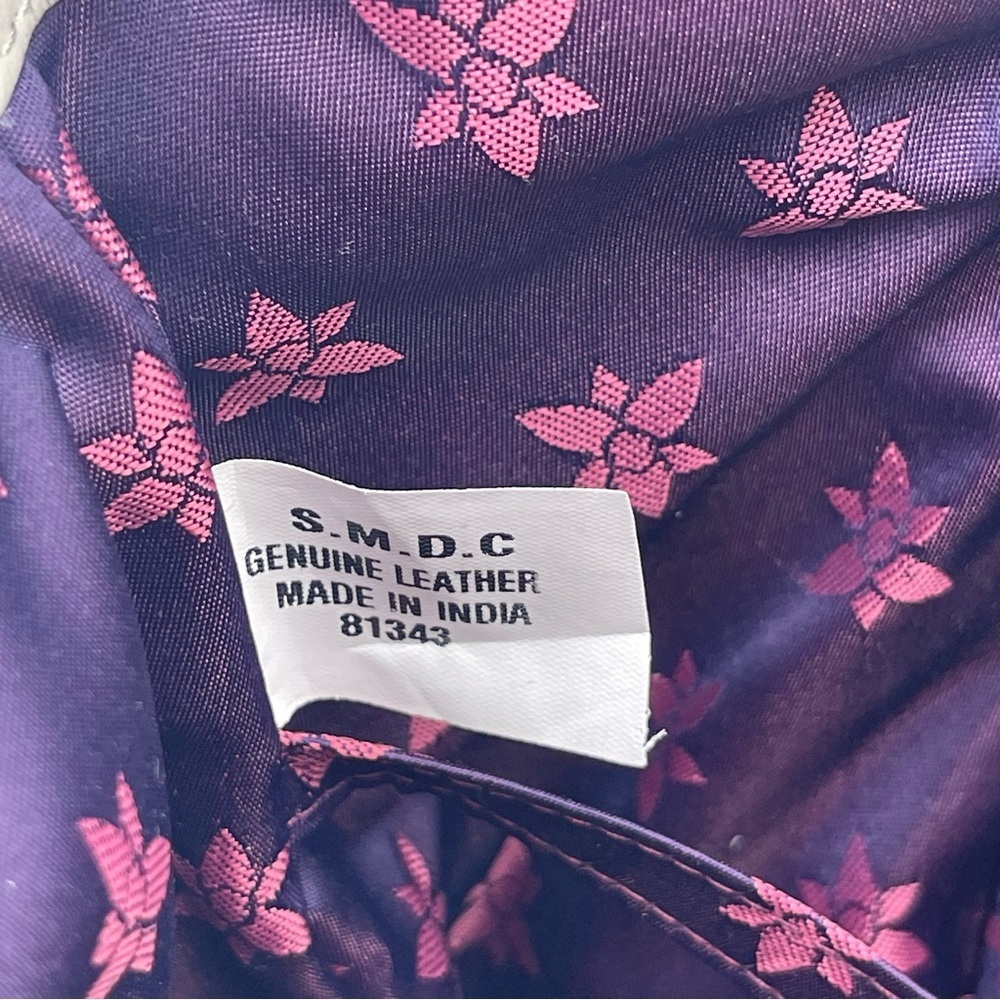 S.M.D.C
GENUINE LEATHER
MADE IN INDIA
81343